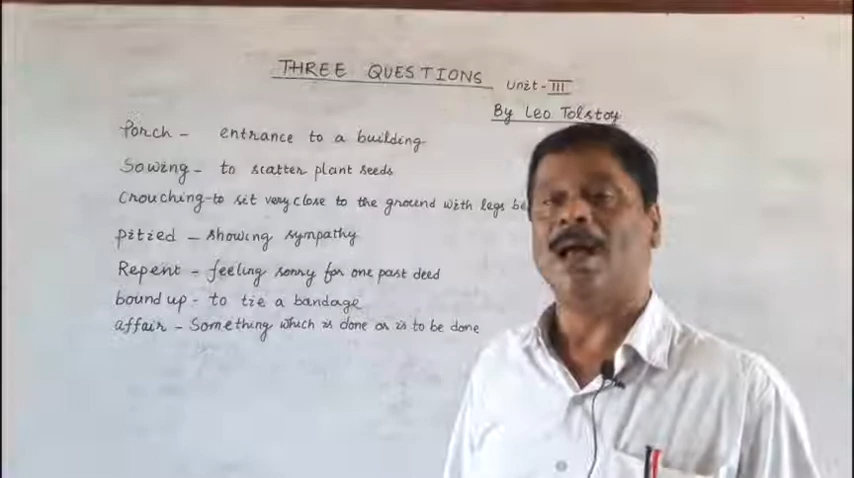 THREE QUESTIONS Unit - III
By Leo Tolstoy
Porch - entrance to a building
Sowing - to scatter plant seeds
Crouching - to sit very close to the ground with legs be
Pitied - showing sympathy
Repent - feeling sorry for one past deed
bound up - to tie a bandage
affair - Something which is done or is to be done